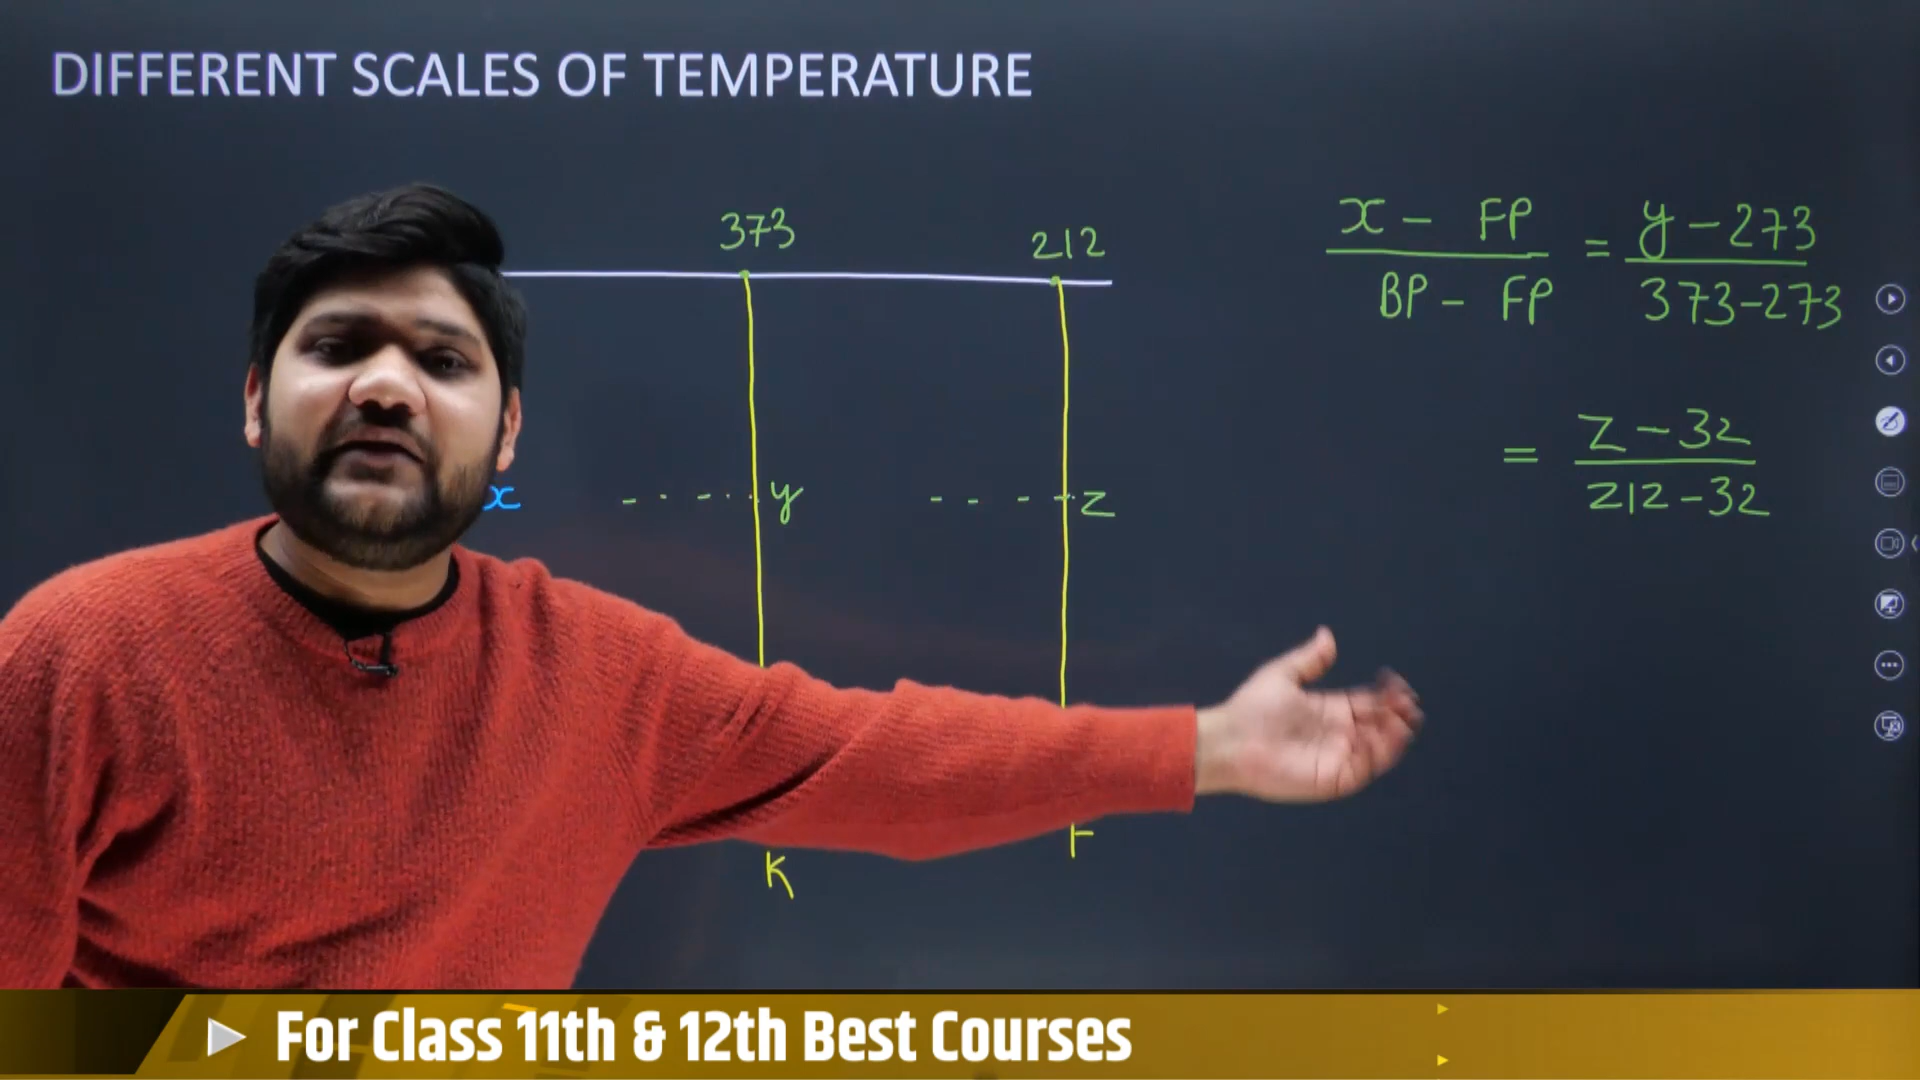 DIFFERENT SCALES OF TEMPERATURE
373
212
x - FP / BP - FP = y - 273 / 373-273
= z - 32 / 212-32
x
y
z
K
F
For Class 11th & 12th Best Courses